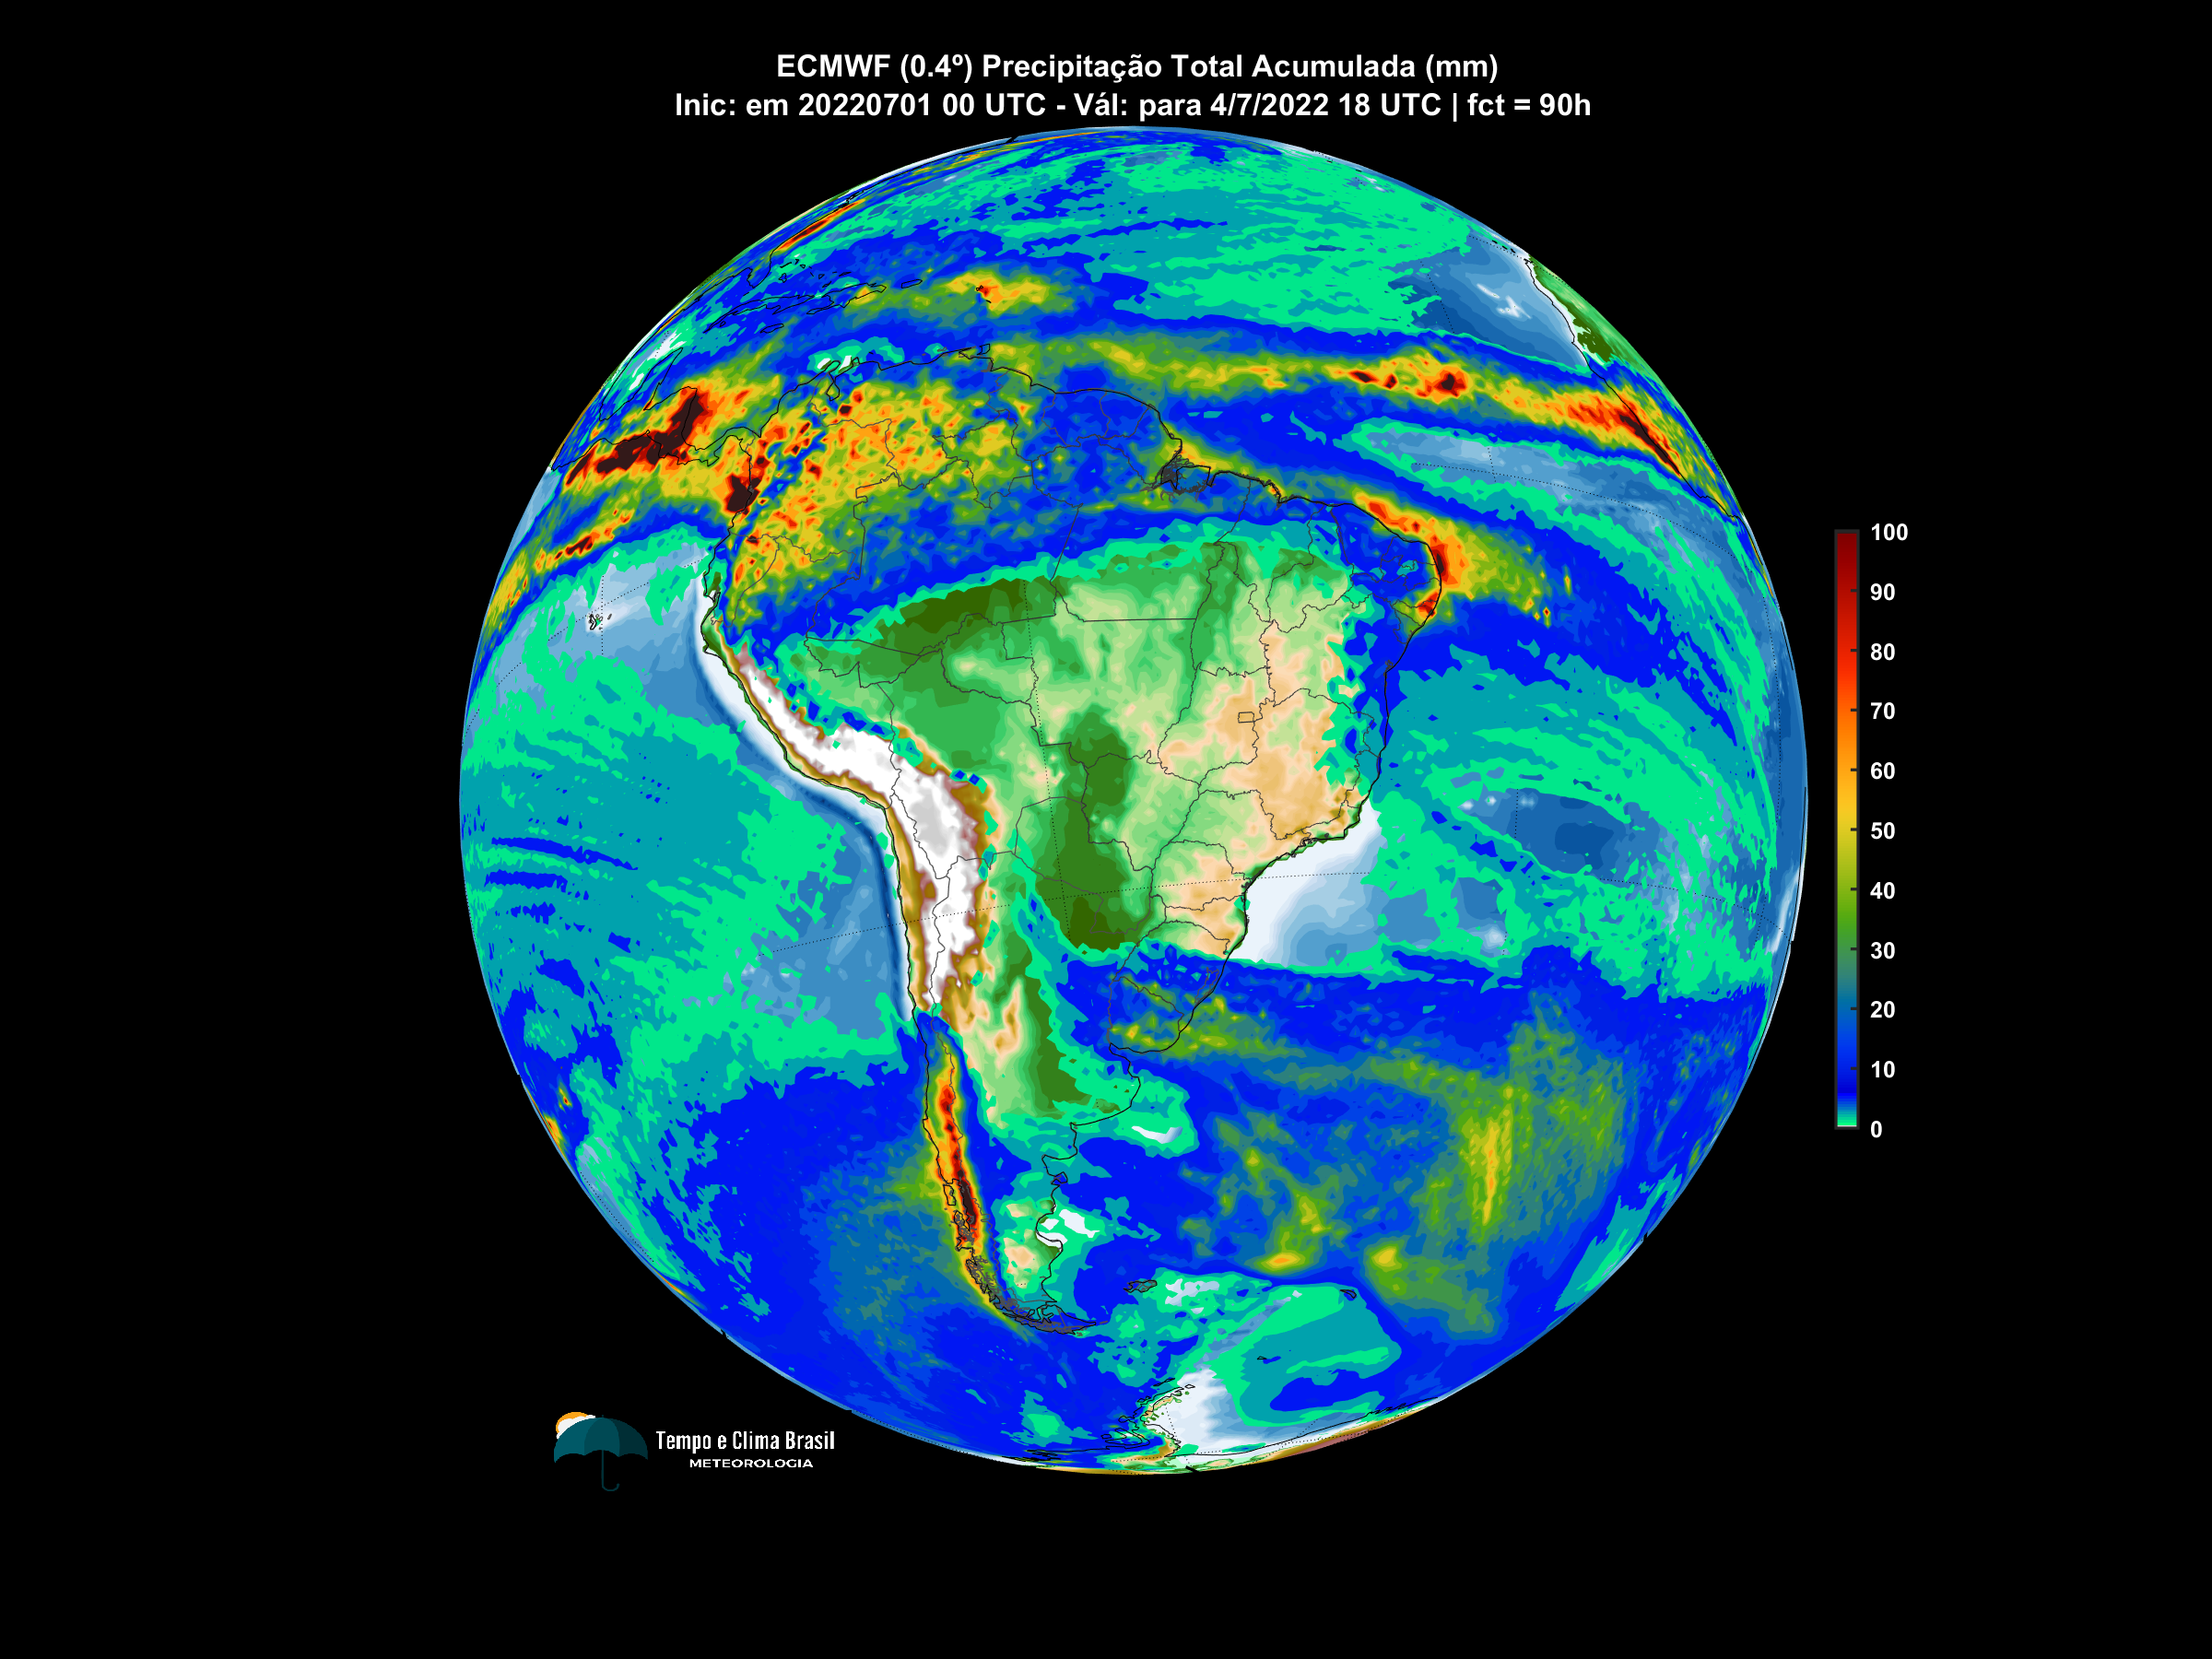 ECMWF (0.4º) Precipitação Total Acumulada (mm)
Inic: em 20220701 00 UTC - Vál: para 4/7/2022 18 UTC | fct = 90h
100
90
80
70
60
50
40
30
20
10
0
Tempo e Clima Brasil
METEOROLOGIA